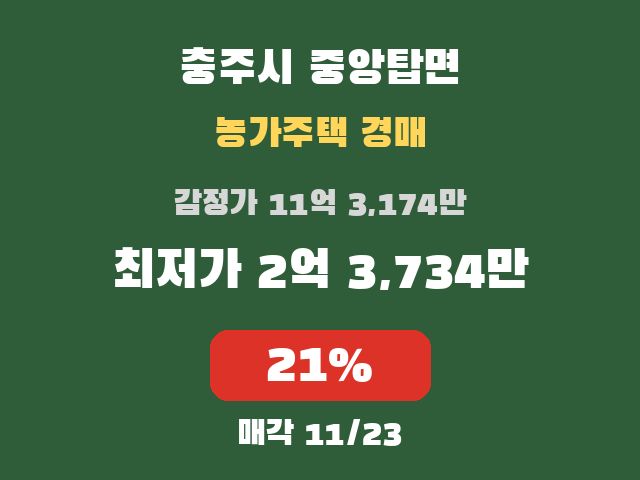 충주시 중앙탑면
농가주택 경매
감정가 11억 3,174만
최저가 2억 3,734만
21%
매각 11/23